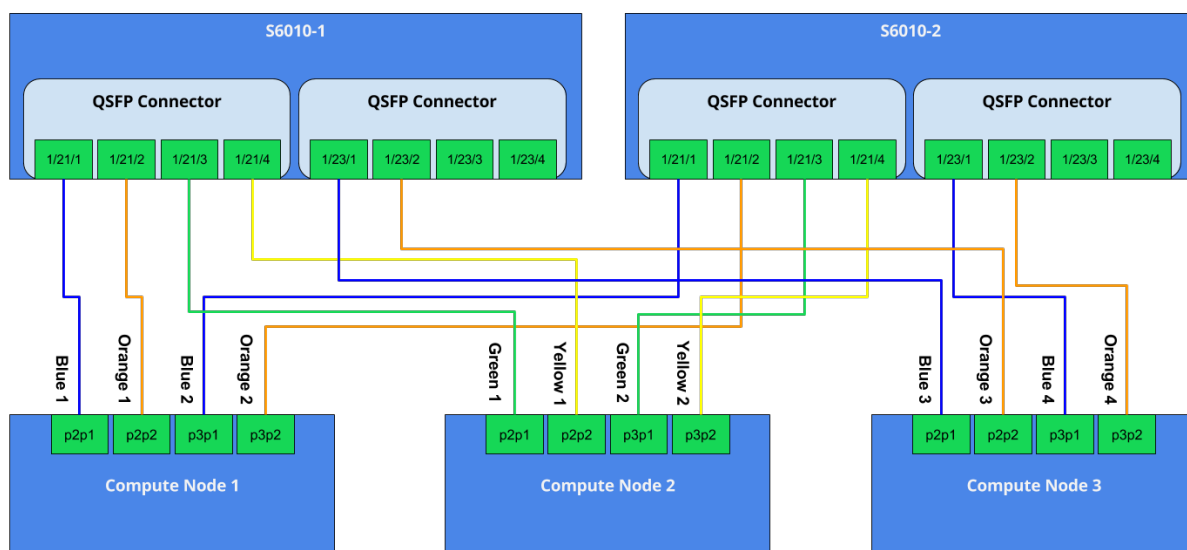 S6010-1
S6010-2
QSFP Connector
QSFP Connector
QSFP Connector
QSFP Connector
1/21/1
1/21/2
1/21/3
1/21/4
1/23/1
1/23/2
1/23/3
1/23/4
1/21/1
1/21/2
1/21/3
1/21/4
1/23/1
1/23/2
1/23/3
1/23/4
Blue 1
Orange 1
Blue 2
Orange 2
Green 1
Yellow 1
Green 2
Yellow 2
Blue 3
Orange 3
Blue 4
Orange 4
p2p1
p2p2
p3p1
p3p2
p2p1
p2p2
p3p1
p3p2
p2p1
p2p2
p3p1
p3p2
Compute Node 1
Compute Node 2
Compute Node 3